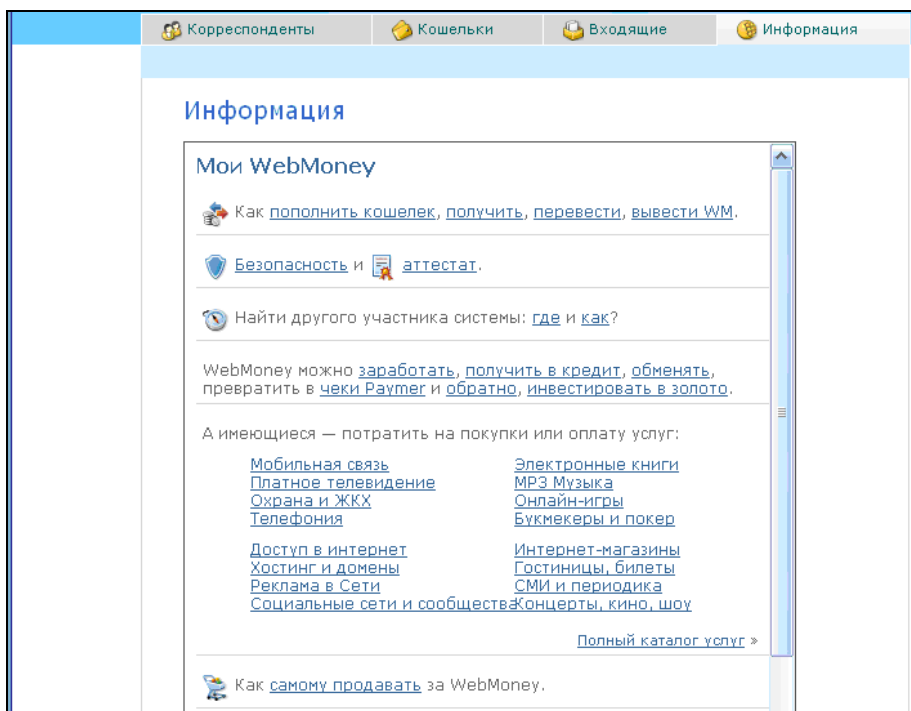 Корреспонденты Кошельки Входящие Информация
Информация
Мои WebMoney
Как пополнить кошелек, получить, перевести, вывести WM.
Безопасность и аттестат.
Найти другого участника системы: где и как?
WebMoney можно заработать, получить в кредит, обменять,
превратить в чеки Paymer и обратно, инвестировать в золото.
А имеющиеся — потратить на покупки или оплату услуг:
Мобильная связь Электронные книги
Платное телевидение MP3 Музыка
Охрана и ЖКХ Онлайн-игры
Телефония Букмекеры и покер
Доступ в интернет Интернет-магазины
Хостинг и домены Гостиницы, билеты
Реклама в Сети СМИ и периодика
Социальные сети и сообщества Концерты, кино, шоу
Полный каталог услуг »
Как самому продавать за WebMoney.